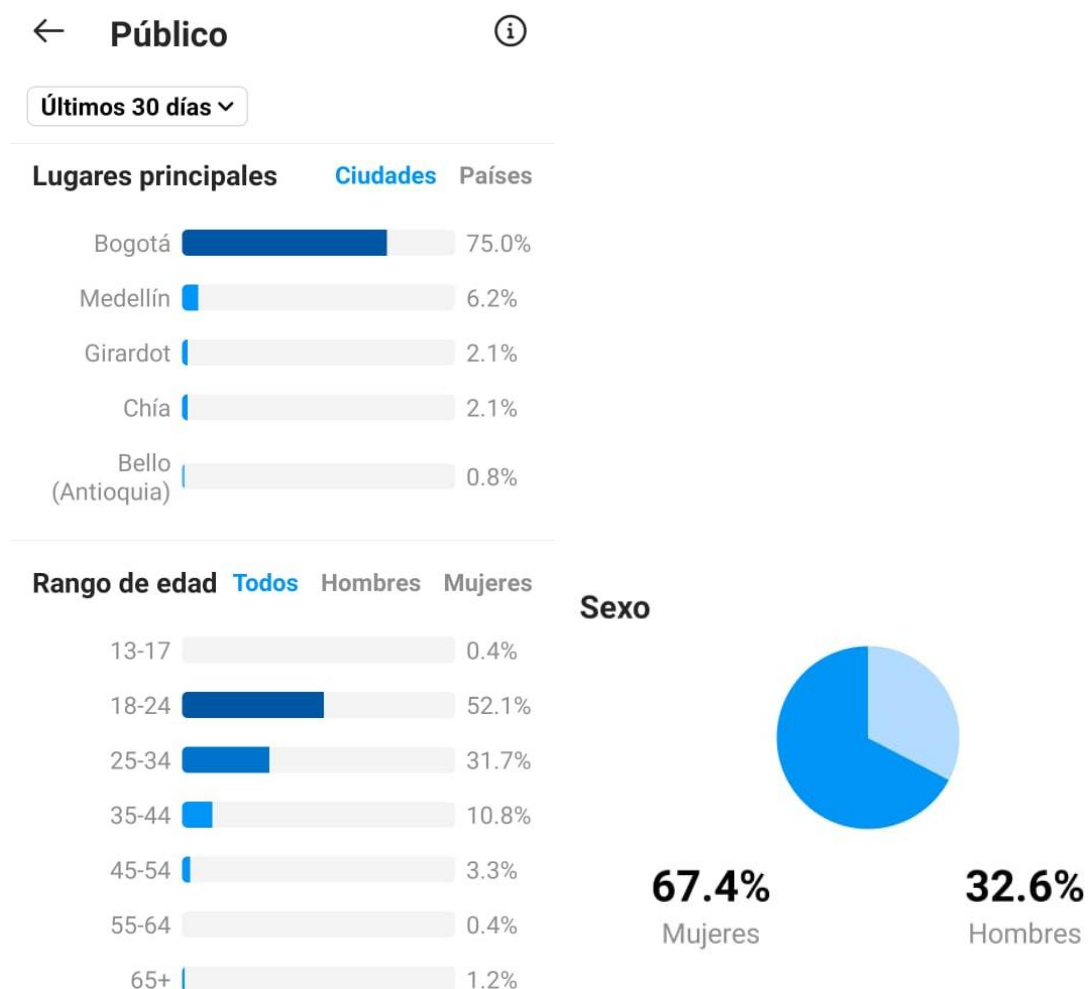 Público
Últimos 30 días
Lugares principales Ciudades Países
Bogotá 75.0%
Medellín 6.2%
Girardot 2.1%
Chía 2.1%
Bello
(Antioquia) 0.8%
Rango de edad Todos Hombres Mujeres
13-17 0.4%
18-24 52.1%
25-34 31.7%
35-44 10.8%
45-54 3.3%
55-64 0.4%
65+ 1.2%
Sexo
67.4% 32.6%
Mujeres Hombres